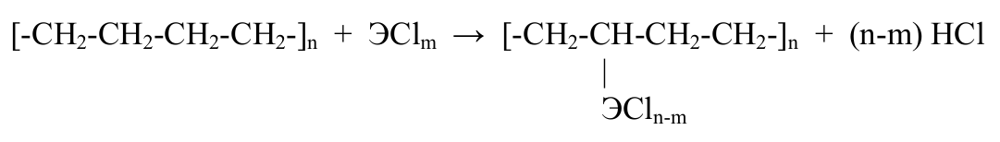 [-CH₂-CH₂-CH₂-CH₂-]ₙ + ЭClₘ → [-CH₂-CH-CH₂-CH₂-]ₙ + (n-m) HCl
|
ЭClₙ₋ₘ